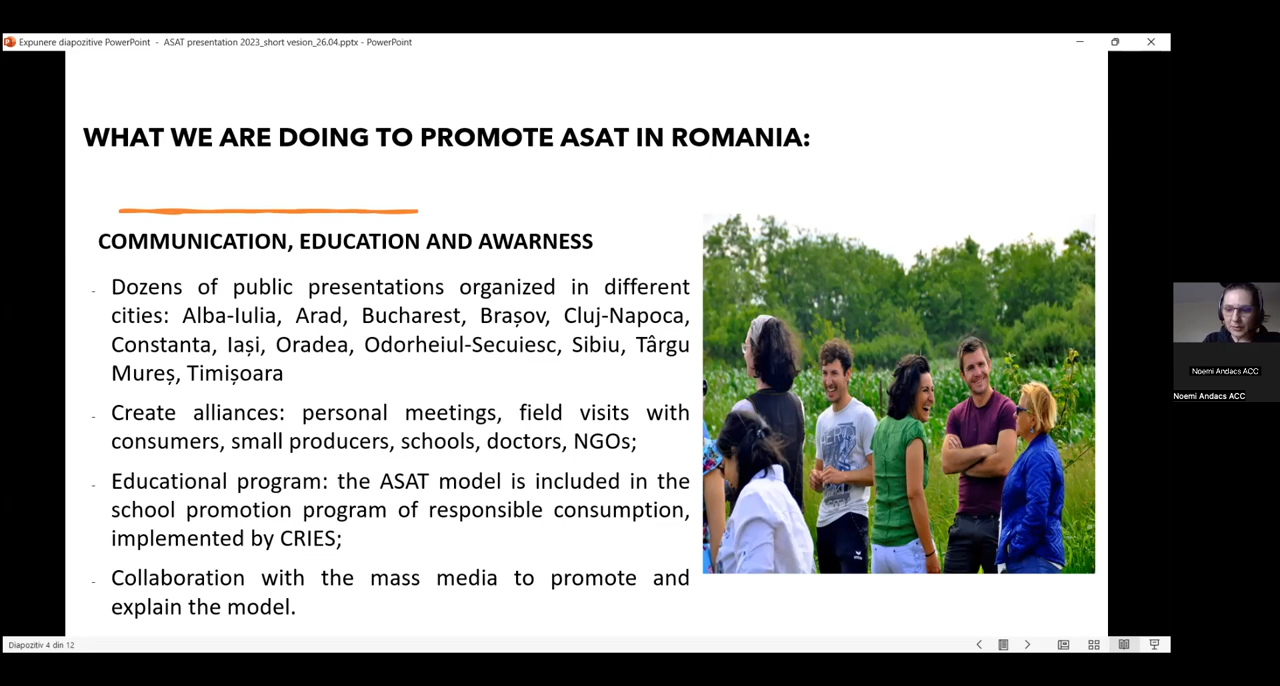 Expunere diapozitive PowerPoint - ASAT presentation 2023_short vesion_26.04.pptx - PowerPoint
WHAT WE ARE DOING TO PROMOTE ASAT IN ROMANIA:
COMMUNICATION, EDUCATION AND AWARNESS
- Dozens of public presentations organized in different
cities: Alba-Iulia, Arad, Bucharest, Brașov, Cluj-Napoca,
Constanta, Iași, Oradea, Odorheiul-Secuiesc, Sibiu, Târgu
Mureș, Timișoara
- Create alliances: personal meetings, field visits with
consumers, small producers, schools, doctors, NGOs;
- Educational program: the ASAT model is included in the
school promotion program of responsible consumption,
implemented by CRIES;
- Collaboration with the mass media to promote and
explain the model.
Noemi Andacs ACC
Noemi Andacs ACC
Diapozitiv 4 din 12